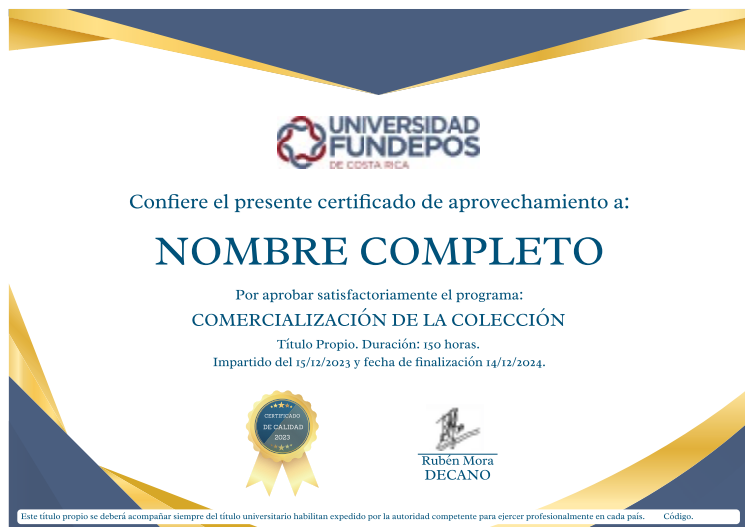 UNIVERSIDAD
FUNDEPOS
DE COSTA RICA
Confiere el presente certificado de aprovechamiento a:
NOMBRE COMPLETO
Por aprobar satisfactoriamente el programa:
COMERCIALIZACIÓN DE LA COLECCIÓN
Título Propio. Duración: 150 horas.
Impartido del 15/12/2023 y fecha de finalización 14/12/2024.
CERTIFICADO
DE CALIDAD
2023
Rubén Mora
DECANO
Este título propio se deberá acompañar siempre del título universitario habilitan expedido por la autoridad competente para ejercer profesionalmente en cada país. Código.